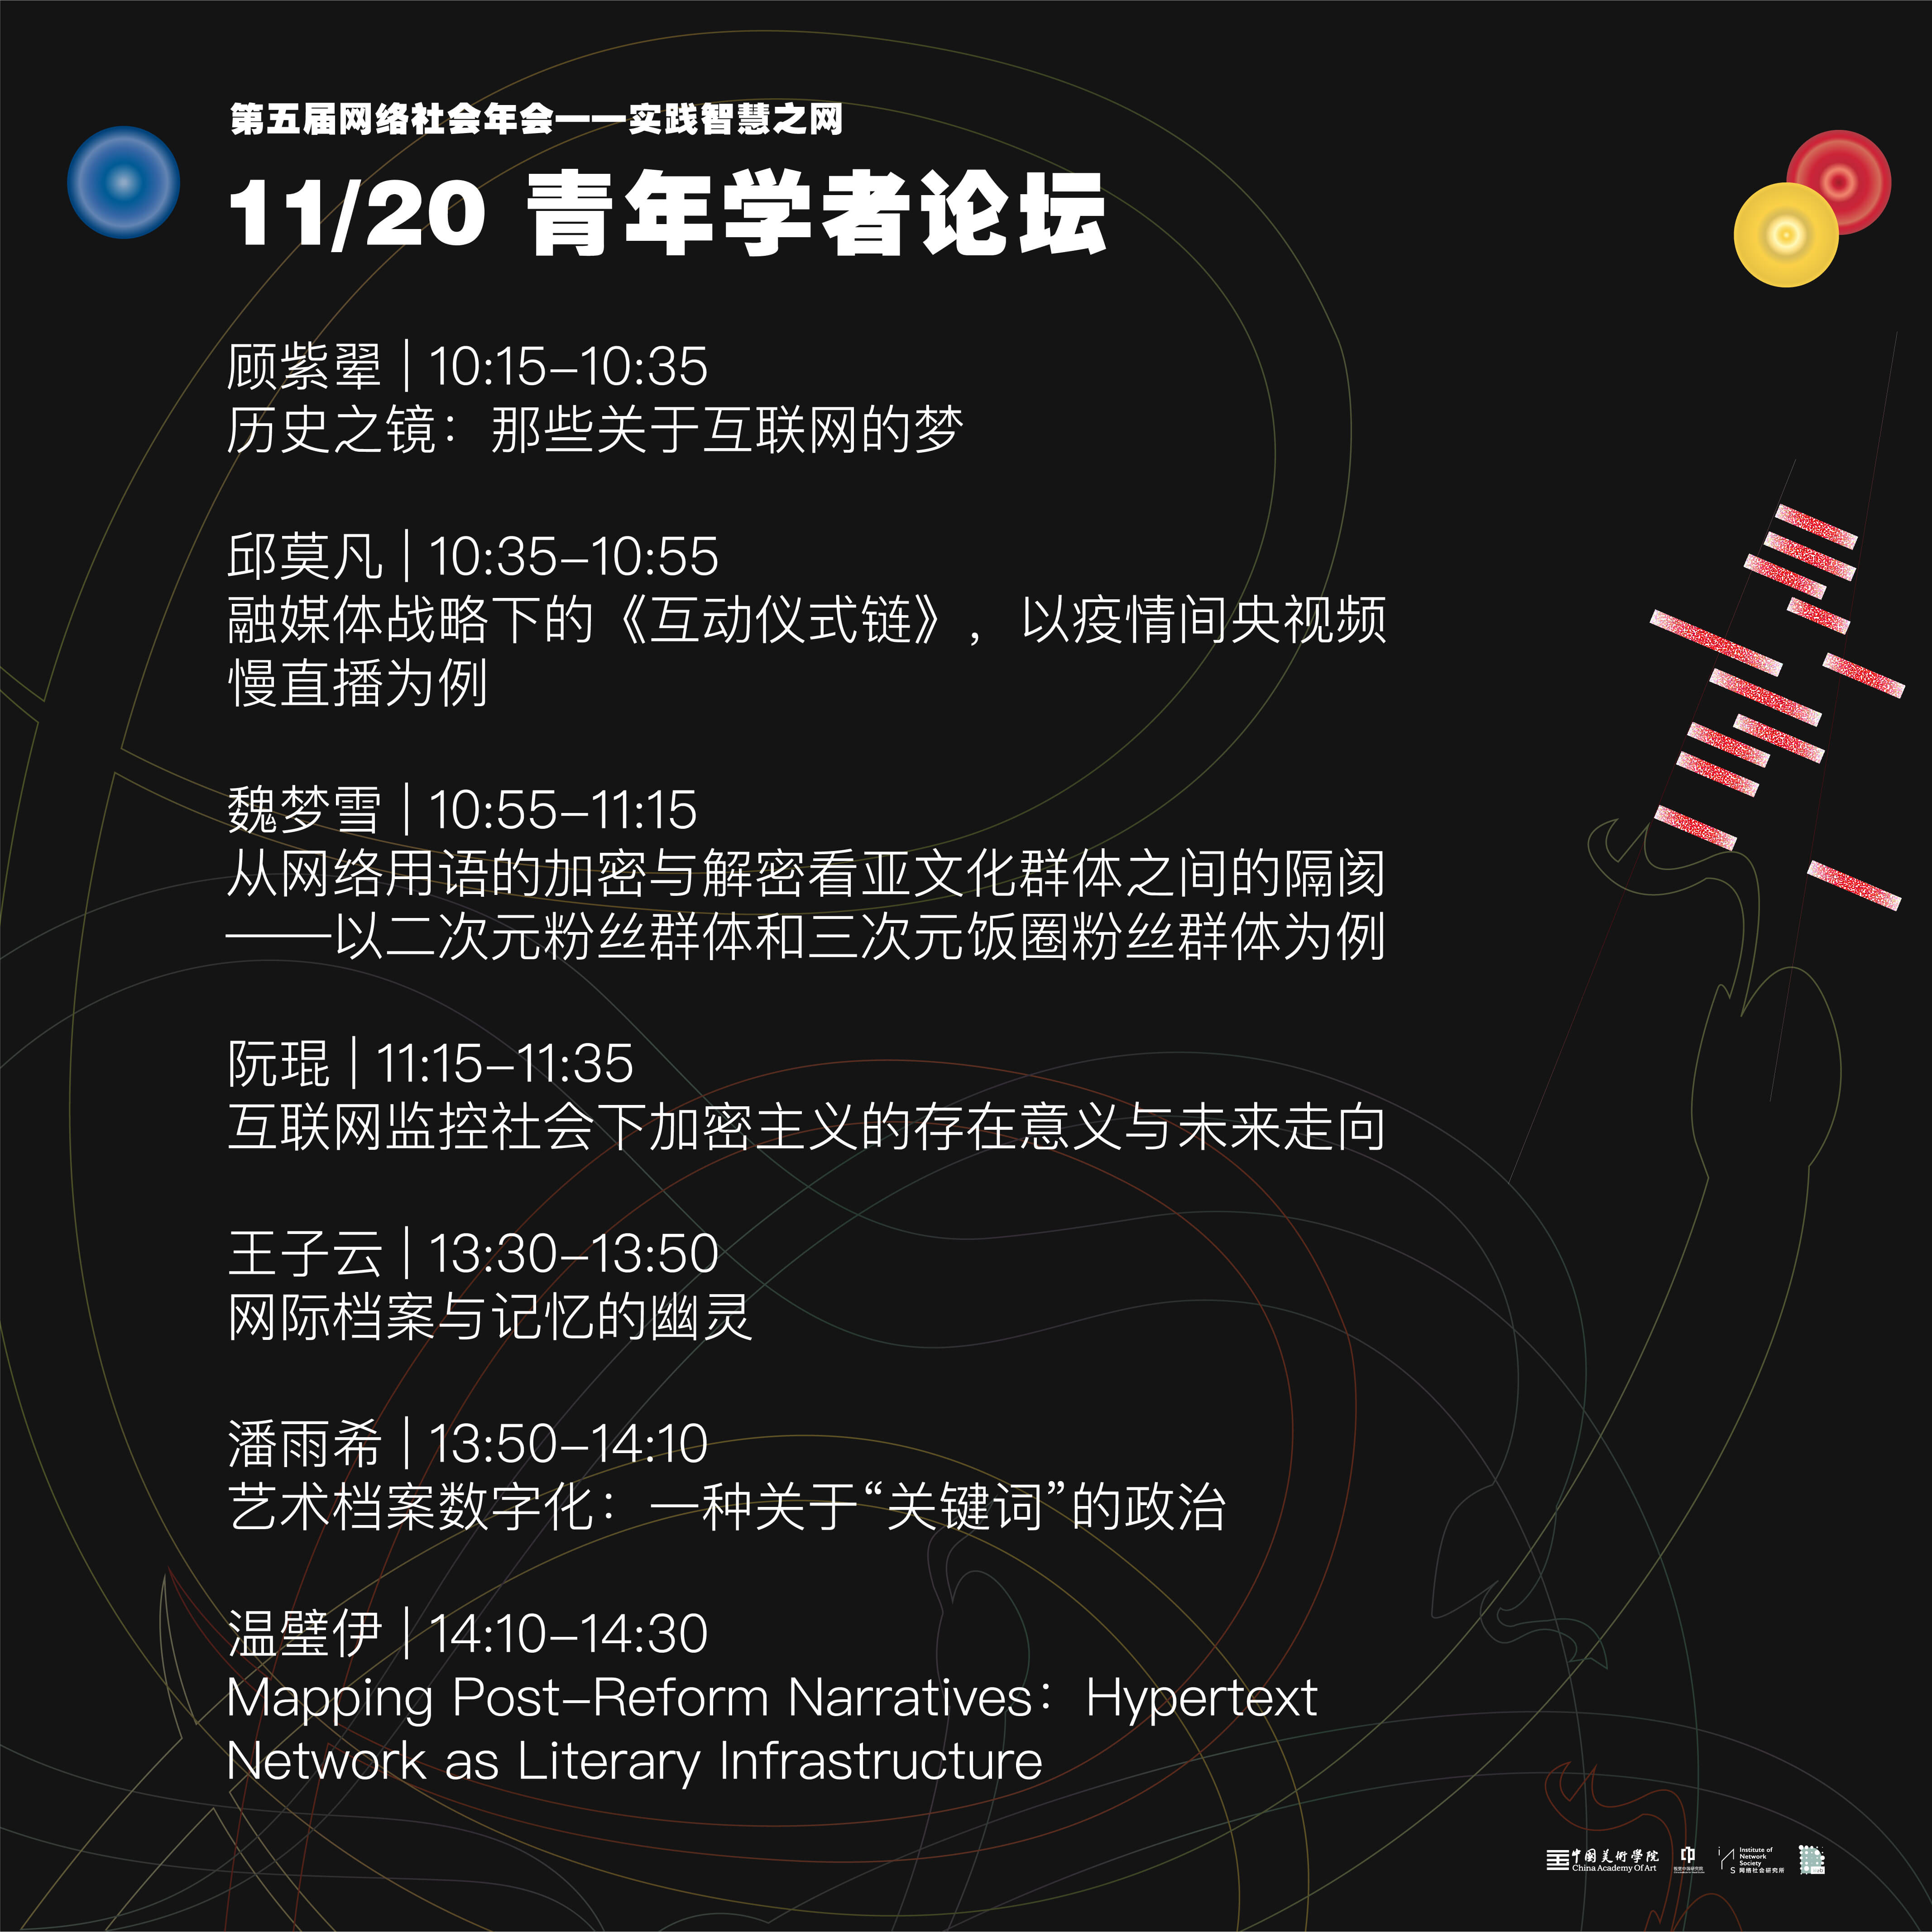 第五届网络社会年会——实践智慧之网
11/20 青年学者论坛
顾紫翚 | 10:15–10:35
历史之镜：那些关于互联网的梦
邱莫凡 | 10:35–10:55
融媒体战略下的《互动仪式链》，以疫情间央视频
慢直播为例
魏梦雪 | 10:55–11:15
从网络用语的加密与解密看亚文化群体之间的隔阂
——以二次元粉丝群体和三次元饭圈粉丝群体为例
阮琨 | 11:15–11:35
互联网监控社会下加密主义的存在意义与未来走向
王子云 | 13:30–13:50
网际档案与记忆的幽灵
潘雨希 | 13:50–14:10
艺术档案数字化：一种关于“关键词”的政治
温璧伊 | 14:10–14:30
Mapping Post–Reform Narratives：Hypertext
Network as Literary Infrastructure
中国美術學院
China Academy Of Art
Institute of
Network
Society
网络社会研究所